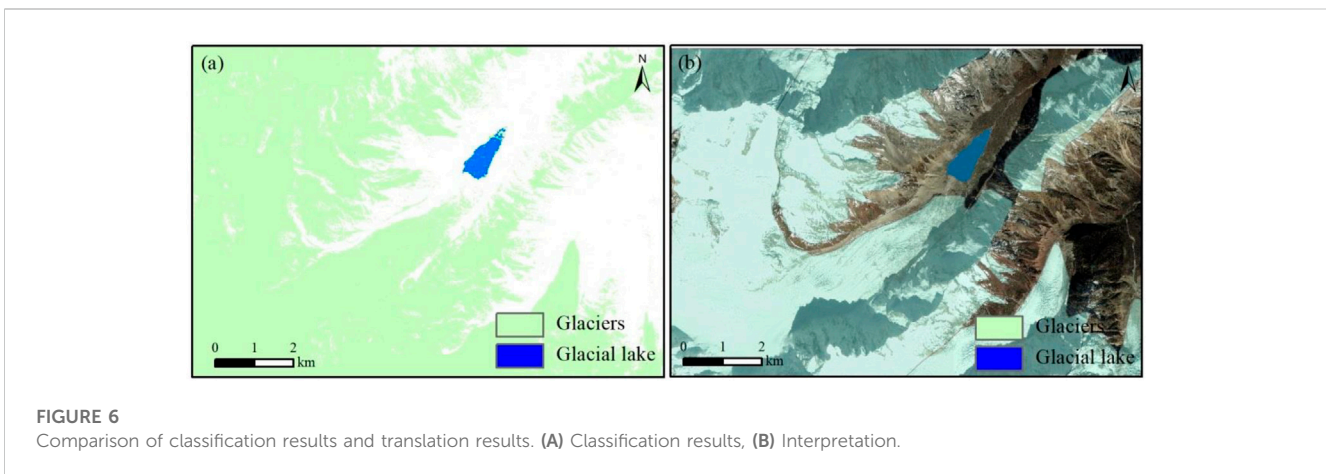 (a)
N
Glaciers
Glacial lake
0 1 2
km
(b)
Glaciers
Glacial lake
0 1 2
km
FIGURE 6
Comparison of classification results and translation results. (A) Classification results, (B) Interpretation.